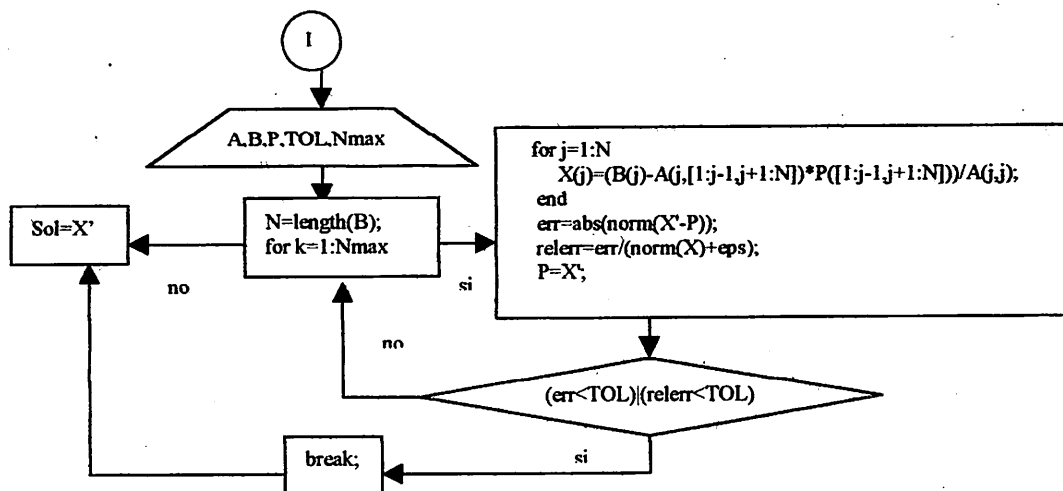 I
A,B,P,TOL,Nmax
N=length(B);
for k=1:Nmax
for j=1:N
X(j)=(B(j)-A(j,[1:j-1,j+1:N])*P([1:j-1,j+1:N]))/A(j,j);
end
err=abs(norm(X'-P));
relerr=err/(norm(X)+eps);
P=X';
Sol=X'
no
si
no
(err<TOL)|(relerr<TOL)
break;
si